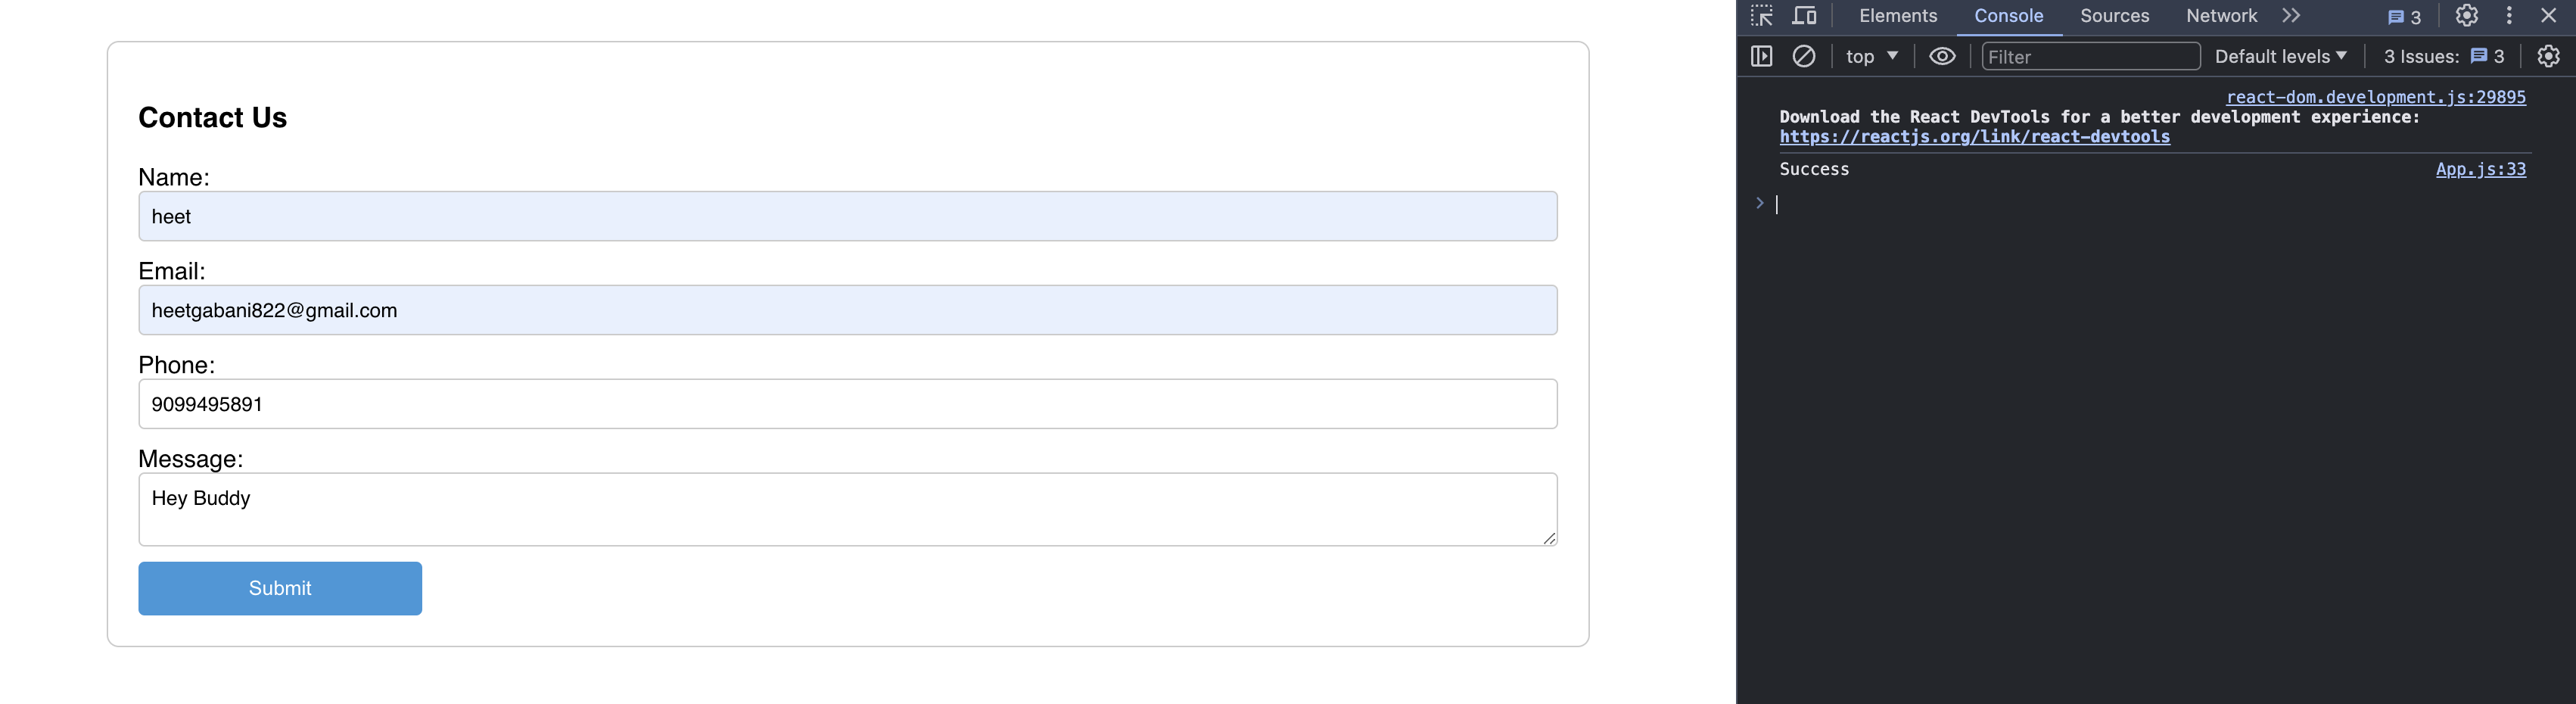 Contact Us
Name:
heet
Email:
heetgabani822@gmail.com
Phone:
9099495891
Message:
Hey Buddy
Submit
Elements Console Sources Network 3
top Filter Default levels 3 Issues: 3
react-dom.development.js:29895
Download the React DevTools for a better development experience:
https://reactjs.org/link/react-devtools
Success App.js:33